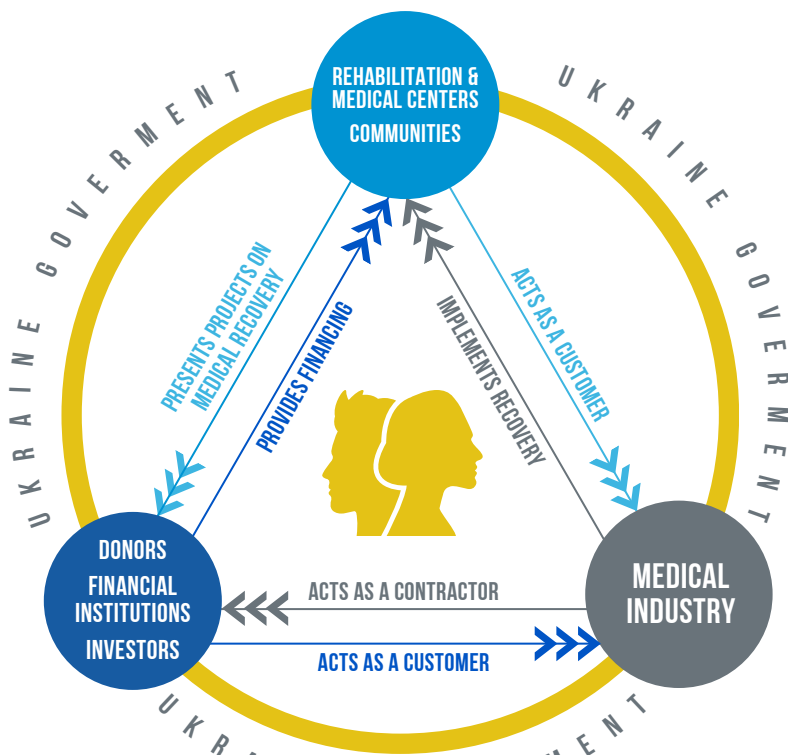 UKRAINE GOVERMENT
UKRAINE GOVERMENT
REHABILITATION &
MEDICAL CENTERS
COMMUNITIES
PRESENTS PROJECTS ON
MEDICAL RECOVERY
PROVIDES FINANCING
IMPLEMENTS RECOVERY
ACTS AS A CUSTOMER
DONORS
FINANCIAL
INSTITUTIONS
INVESTORS
MEDICAL
INDUSTRY
ACTS AS A CONTRACTOR
ACTS AS A CUSTOMER